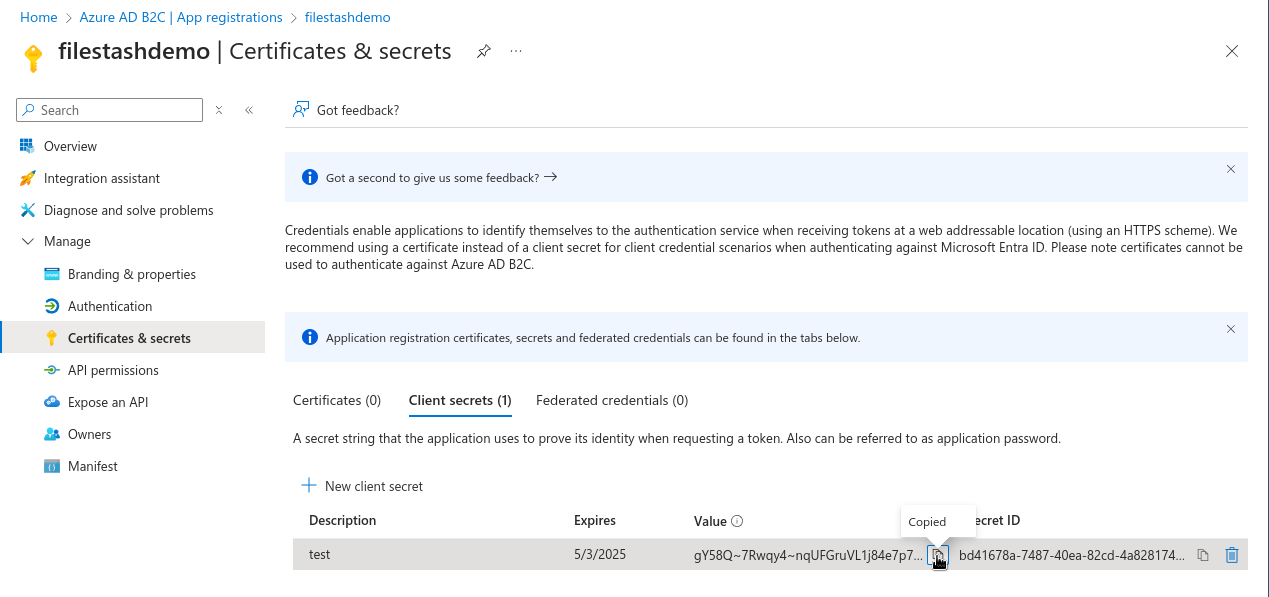 Home > Azure AD B2C | App registrations > filestashdemo
filestashdemo | Certificates & secrets
Search
Got feedback?
Overview
Integration assistant
Diagnose and solve problems
Manage
Branding & properties
Authentication
Certificates & secrets
API permissions
Expose an API
Owners
Manifest
Got a second to give us some feedback?
Credentials enable applications to identify themselves to the authentication service when receiving tokens at a web addressable location (using an HTTPS scheme). We
recommend using a certificate instead of a client secret for client credential scenarios when authenticating against Microsoft Entra ID. Please note certificates cannot be
used to authenticate against Azure AD B2C.
Application registration certificates, secrets and federated credentials can be found in the tabs below.
Certificates (0) Client secrets (1) Federated credentials (0)
A secret string that the application uses to prove its identity when requesting a token. Also can be referred to as application password.
New client secret
Copied
Description Expires Value ecret ID
test 5/3/2025 gY58Q~7Rwqy4~nqUFGruVL1j84e7p7... bd41678a-7487-40ea-82cd-4a828174...